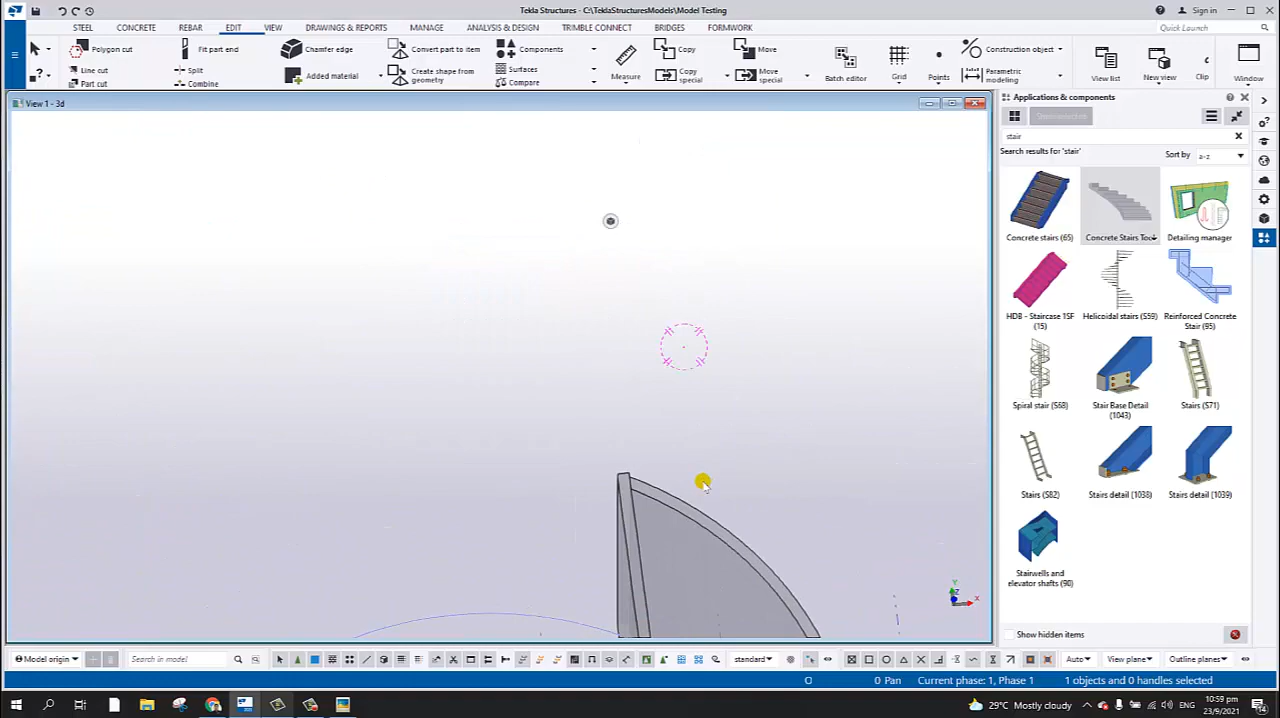 Tekla Structures - C:\TeklaStructuresModels\Model Testing
Sign in
STEEL CONCRETE REBAR EDIT VIEW DRAWINGS & REPORTS MANAGE ANALYSIS & DESIGN TRIMBLE CONNECT BRIDGES FORMWORK
Quick Launch
Polygon cut
Line cut
Part cut
Fit part end
Split
Combine
Chamfer edge
Added material
Convert part to item
Create shape from geometry
Components
Surfaces
Compare
Measure
Copy
Copy special
Move
Move special
Batch editor
Grid
Points
Construction object
Parametric modeling
View list
New view
Clip
Window
View 1 - 3d
Applications & components
stair
Search results for 'stair'
Sort by a-z
Concrete stairs (65)
Concrete Stairs Tool
Detailing manager
HDB - Staircase 1SF (15)
Helicoidal stairs (S59)
Reinforced Concrete Stair (95)
Spiral stair (S68)
Stair Base Detail (1043)
Stairs (S71)
Stairs (S82)
Stairs detail (1038)
Stairs detail (1039)
Stairwells and elevator shafts (90)
Y
Z
X
Show hidden items
Model origin
Search in model
standard
Auto
View plane
Outline planes
O
0 Pan
Current phase: 1, Phase 1
1 objects and 0 handles selected
29°C Mostly cloudy
10:59 pm
23/9/2021